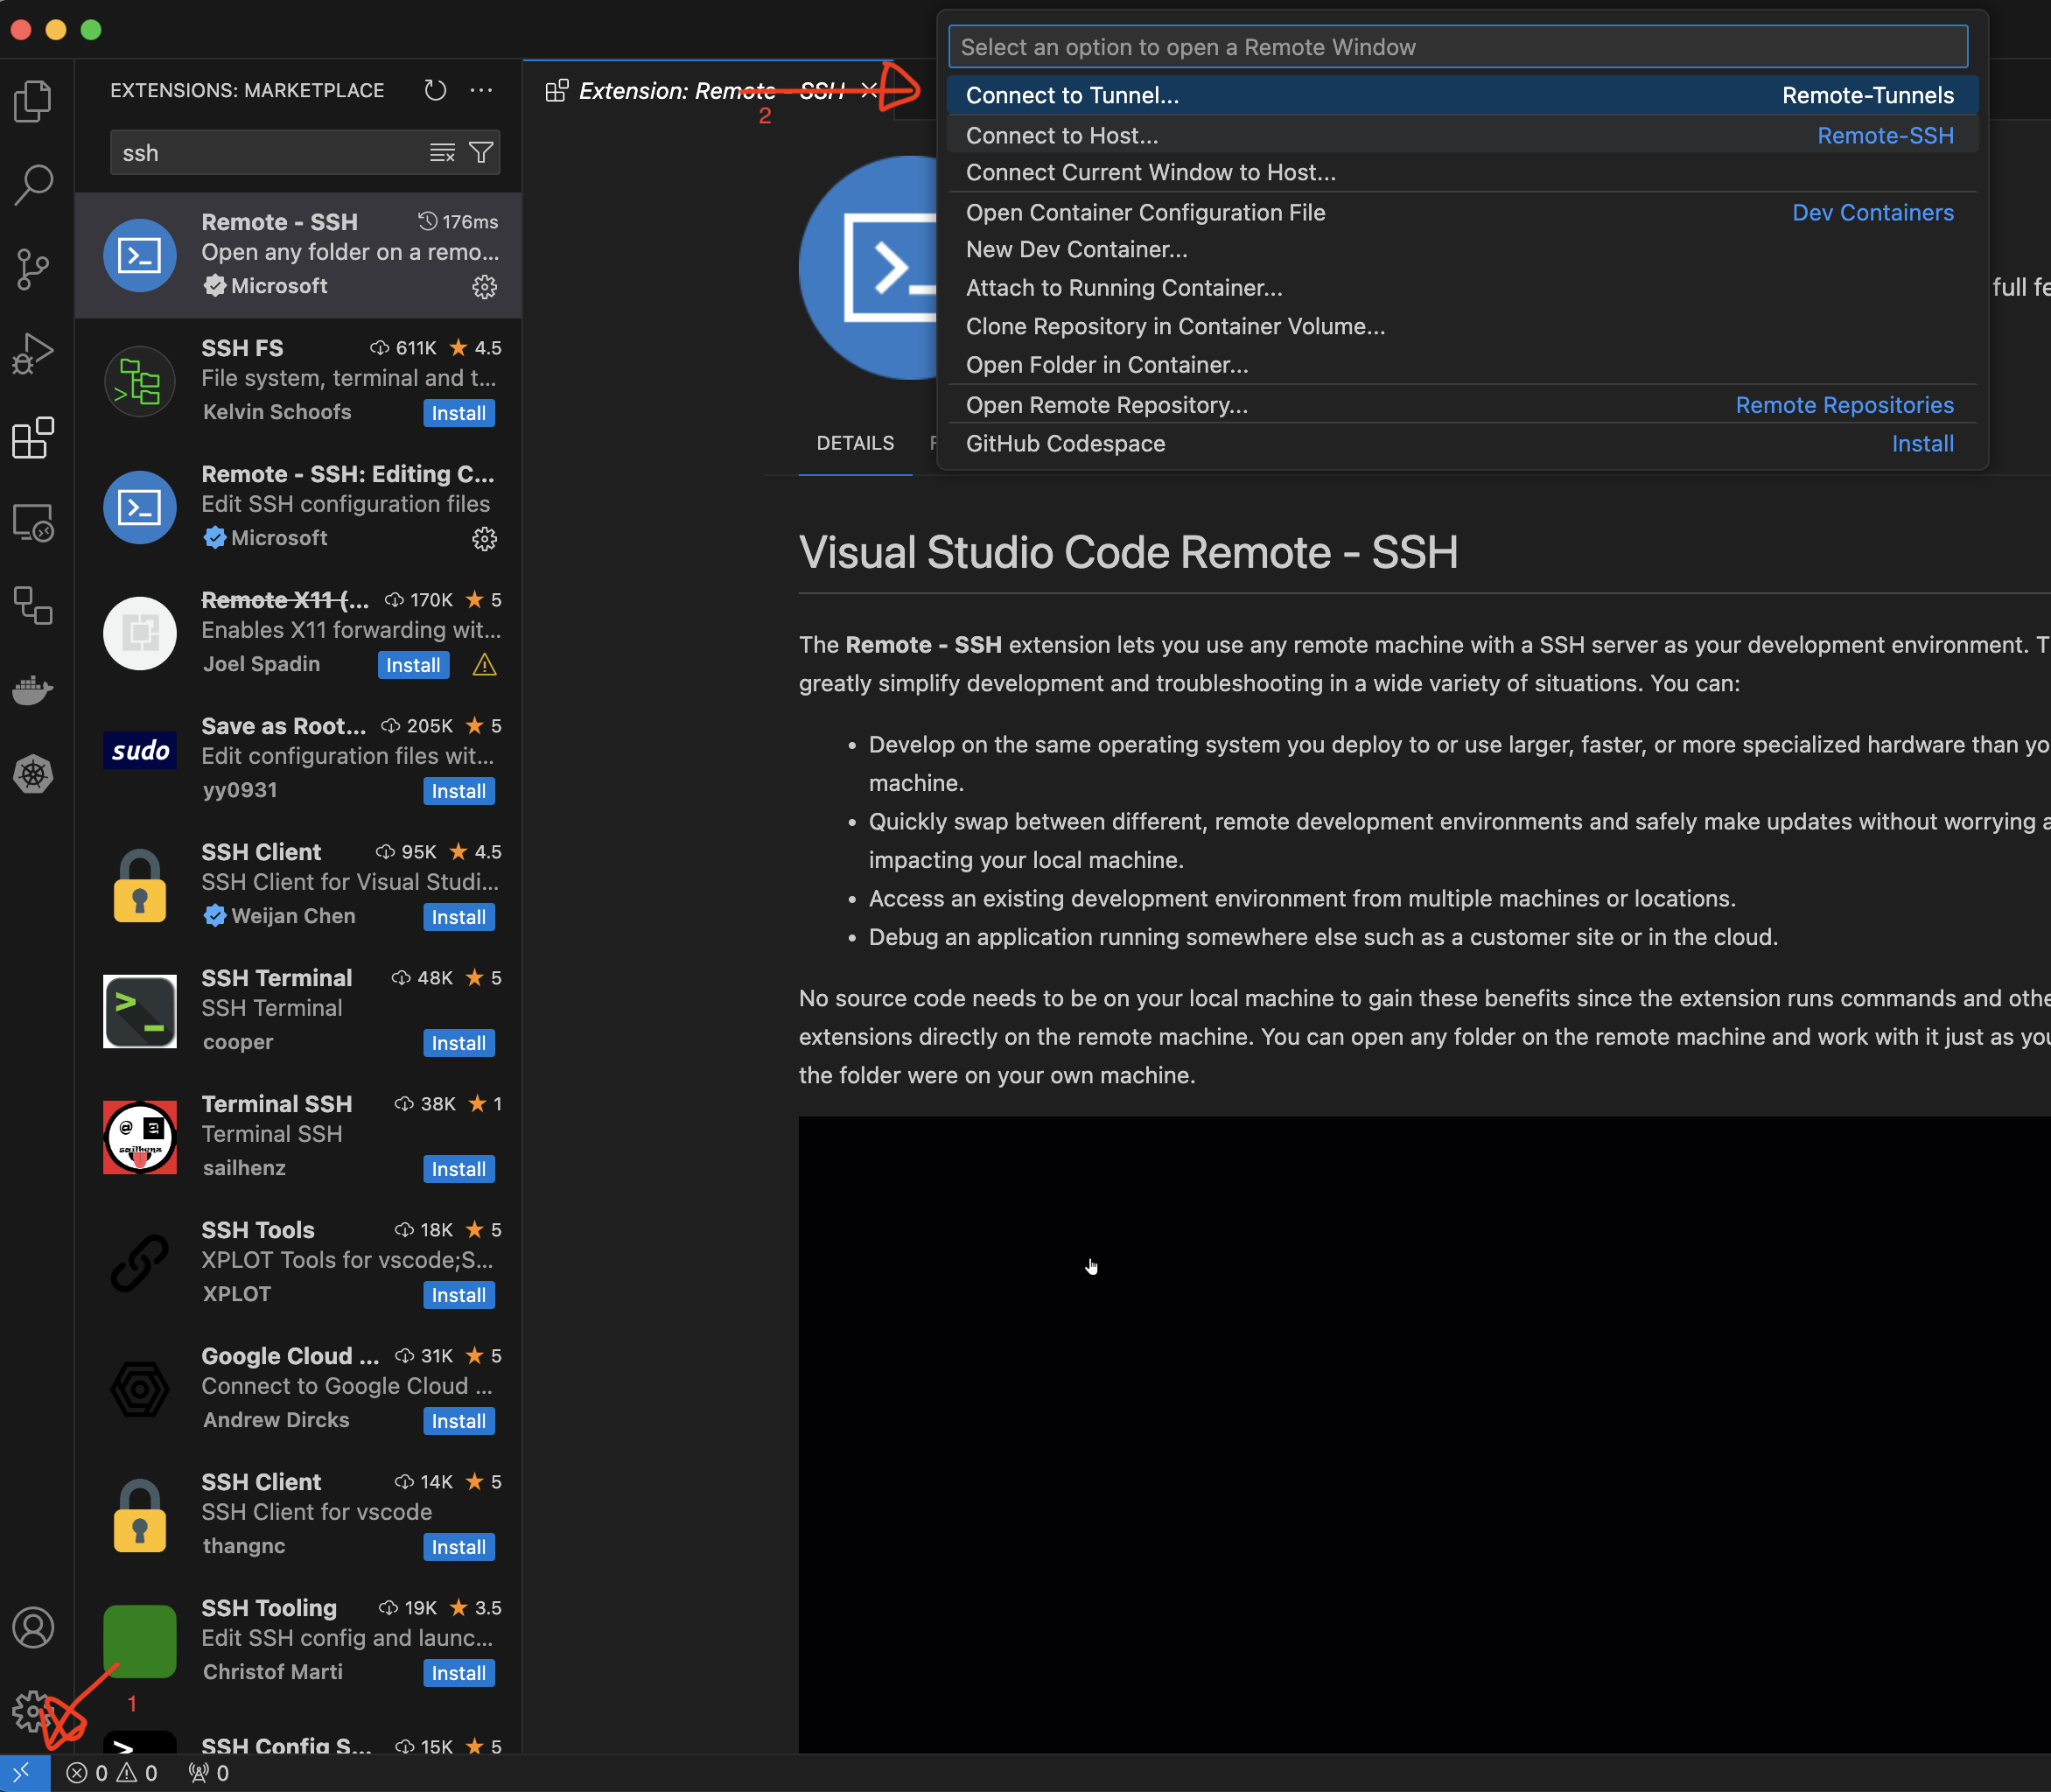 Select an option to open a Remote Window
Connect to Tunnel... Remote-Tunnels
Connect to Host... Remote-SSH
Connect Current Window to Host...
Open Container Configuration File Dev Containers
New Dev Container...
Attach to Running Container...
Clone Repository in Container Volume...
Open Folder in Container...
Open Remote Repository... Remote Repositories
GitHub Codespace Install
EXTENSIONS: MARKETPLACE
ssh
Remote - SSH 176ms
Open any folder on a remo...
Microsoft
SSH FS 611K 4.5
File system, terminal and t...
Kelvin Schoofs Install
Remote - SSH: Editing C...
Edit SSH configuration files
Microsoft
Remote X11 (... 170K 5
Enables X11 forwarding wit...
Joel Spadin Install
sudo
Save as Root... 205K 5
Edit configuration files wit...
yy0931 Install
SSH Client 95K 4.5
SSH Client for Visual Studi...
Weijan Chen Install
SSH Terminal 48K 5
SSH Terminal
cooper Install
Terminal SSH 38K 1
Terminal SSH
sailhenz Install
SSH Tools 18K 5
XPLOT Tools for vscode;S...
XPLOT Install
Google Cloud ... 31K 5
Connect to Google Cloud ...
Andrew Dircks Install
SSH Client 14K 5
SSH Client for vscode
thangnc Install
SSH Tooling 19K 3.5
Edit SSH config and launc...
Christof Marti Install
1
SSH Config S... 15K 5
0 0 0
Extension: Remote - SSH
2
full fe
DETAILS
Visual Studio Code Remote - SSH
The Remote - SSH extension lets you use any remote machine with a SSH server as your development environment. T
greatly simplify development and troubleshooting in a wide variety of situations. You can:
• Develop on the same operating system you deploy to or use larger, faster, or more specialized hardware than yo
machine.
• Quickly swap between different, remote development environments and safely make updates without worrying a
impacting your local machine.
• Access an existing development environment from multiple machines or locations.
• Debug an application running somewhere else such as a customer site or in the cloud.
No source code needs to be on your local machine to gain these benefits since the extension runs commands and othe
extensions directly on the remote machine. You can open any folder on the remote machine and work with it just as you
the folder were on your own machine.